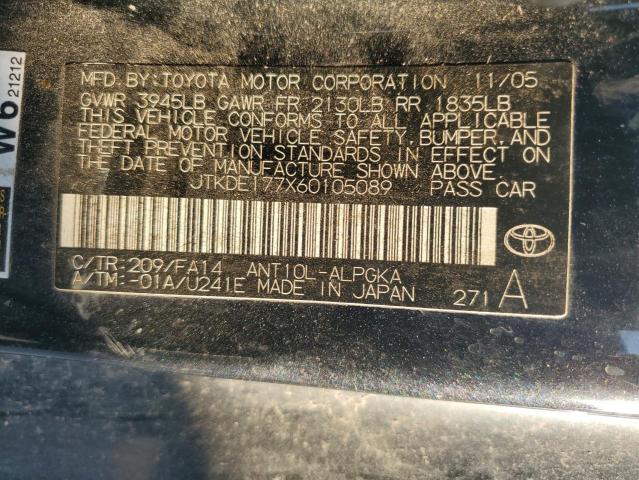 MFD. BY: TOYOTA MOTOR CORPORATION 11/05
GVWR 3945LB GAWR FR 2130LB RR 1835LB
THIS VEHICLE CONFORMS TO ALL APPLICABLE
FEDERAL MOTOR VEHICLE SAFETY, BUMPER, AND
THEFT PREVENTION STANDARDS IN EFFECT ON
THE DATE OF MANUFACTURE SHOWN ABOVE.
JTKDE177X60105089 PASS CAR
C/TR: 209/FA14 ANT10L-ALPGKA
A/TM: -01A/U241E MADE IN JAPAN 271 A
W6 21212